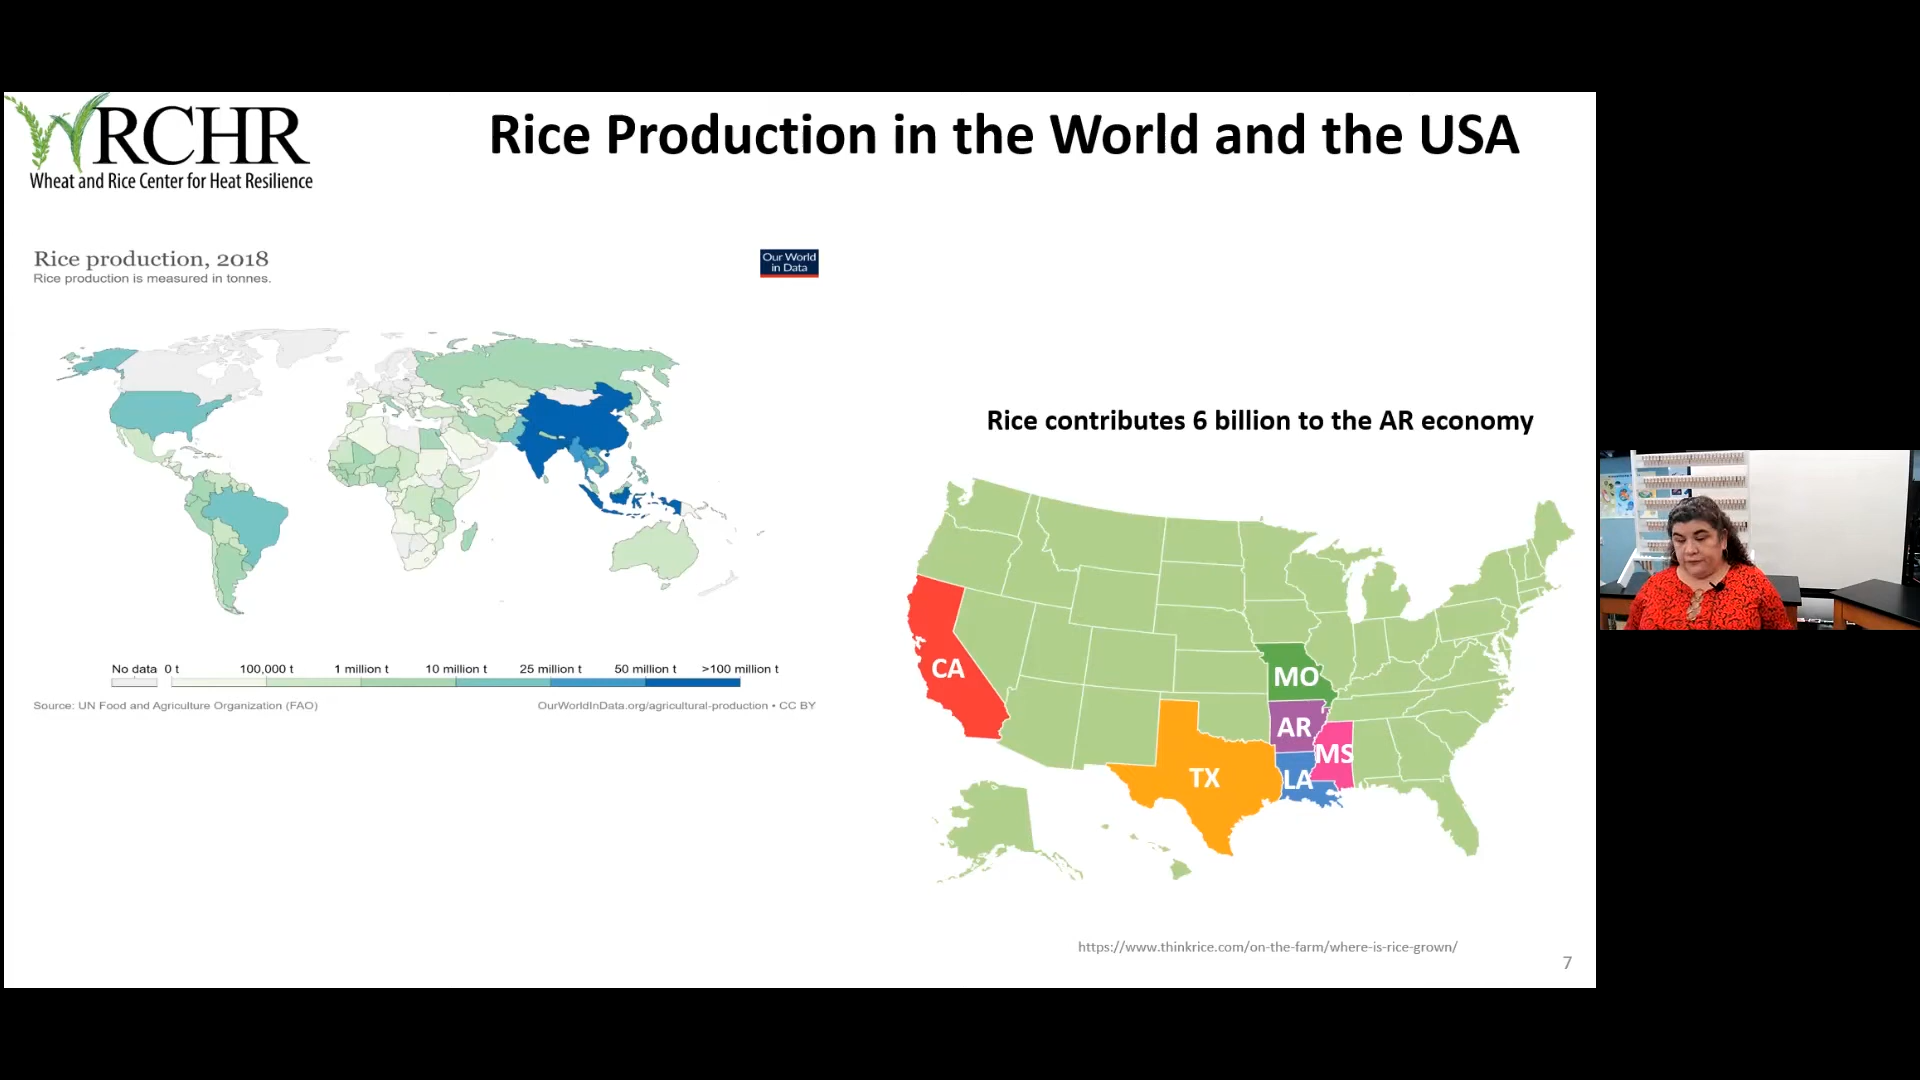 WRCHR
Wheat and Rice Center for Heat Resilience
Rice Production in the World and the USA
Rice production, 2018
Rice production is measured in tonnes.
Our World
in Data
No data 0 t 100,000 t 1 million t 10 million t 25 million t 50 million t >100 million t
Source: UN Food and Agriculture Organization (FAO)
OurWorldInData.org/agricultural-production • CC BY
Rice contributes 6 billion to the AR economy
CA
MO
AR
MS
TX
LA
https://www.thinkrice.com/on-the-farm/where-is-rice-grown/
7